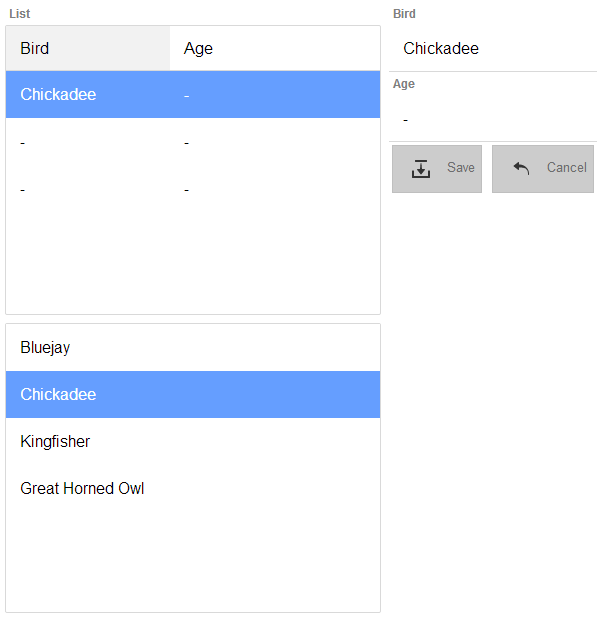 List
Bird Age
Chickadee -
- -
- -
Bluejay
Chickadee
Kingfisher
Great Horned Owl
Bird
Chickadee
Age
-
Save Cancel